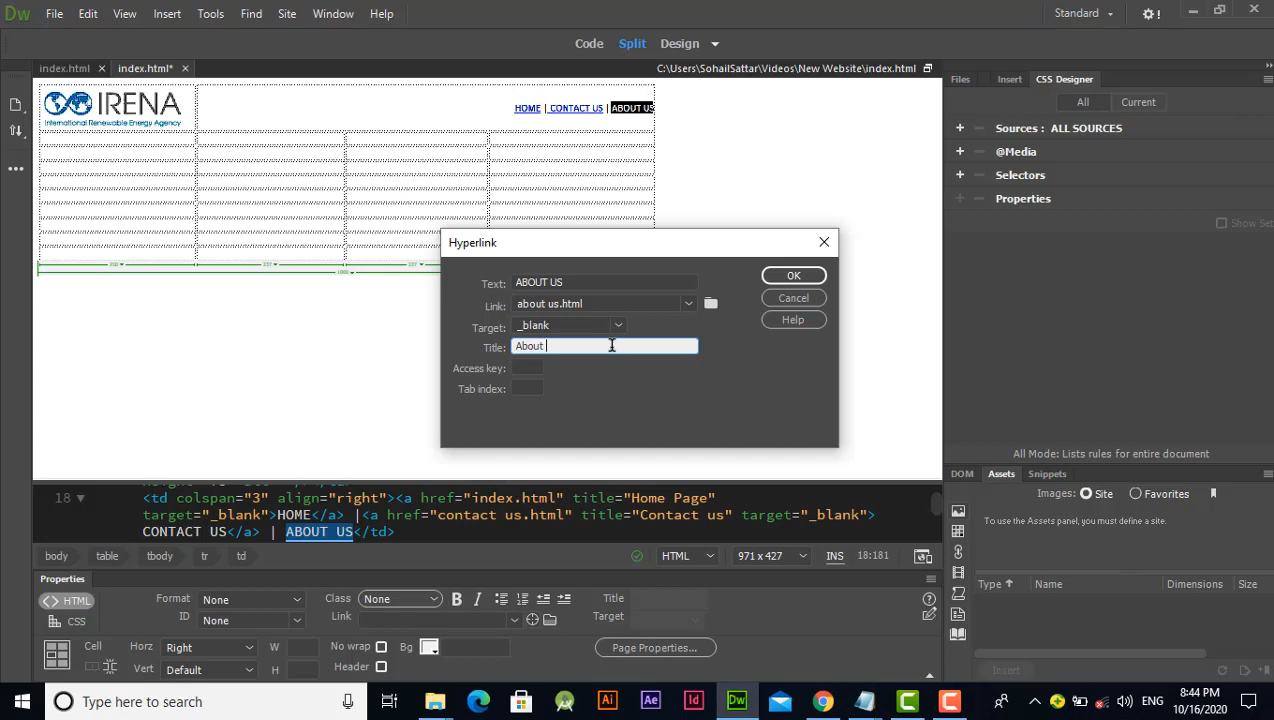 Dw File Edit View Insert Tools Find Site Window Help Standard
Code Split Design
index.html index.html* C:\Users\SohailSattar\Videos\New Website\index.html Files Insert CSS Designer
All Current
IRENA
International Renewable Energy Agency
HOME | CONTACT US | ABOUT US
Sources : ALL SOURCES
@Media
Selectors
Properties
Show Set
Hyperlink
Text: ABOUT US OK
Link: about us.html Cancel
Target: _blank Help
Title: About
Access key:
Tab index:
All Mode: Lists rules for entire document
DOM Assets Snippets
Images: Site Favorites
To use the Assets panel, you must define a site.
18 <td colspan="3" align="right"><a href="index.html" title="Home Page"
target="_blank">HOME</a> |<a href="contact us.html" title="Contact us" target="_blank">
CONTACT US</a> | ABOUT US</td>
body table tbody tr td HTML 971 x 427 INS 18:181
Type Name Dimensions Size
Properties
HTML Format None Class None B I Title
CSS ID None Link Target
Cell Horz Right W No wrap Bg Page Properties...
Vert Default H Header
Insert
Type here to search Ai Ae Id Dw ENG 8:44 PM
10/16/2020